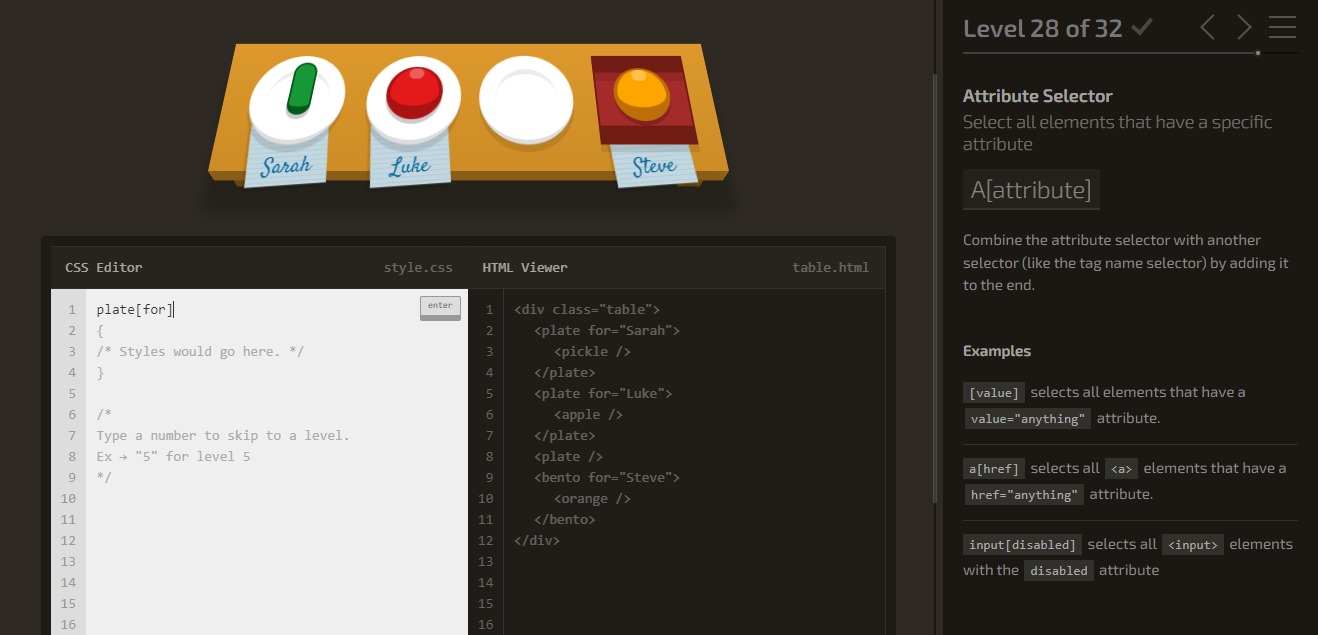 Sarah
Luke
Steve
CSS Editor
style.css
HTML Viewer
table.html
1
2
3
4
5
6
7
8
9
10
11
12
13
14
15
16
plate[for]
enter
{
/* Styles would go here. */
}
/*
Type a number to skip to a level.
Ex → "5" for level 5
*/
1
2
3
4
5
6
7
8
9
10
11
12
13
14
15
16
<div class="table">
<plate for="Sarah">
<pickle />
</plate>
<plate for="Luke">
<apple />
</plate>
<plate />
<bento for="Steve">
<orange />
</bento>
</div>
Level 28 of 32
Attribute Selector
Select all elements that have a specific
attribute
A[attribute]
Combine the attribute selector with another
selector (like the tag name selector) by adding it
to the end.
Examples
[value] selects all elements that have a
value="anything" attribute.
a[href] selects all <a> elements that have a
href="anything" attribute.
input[disabled] selects all <input> elements
with the disabled attribute